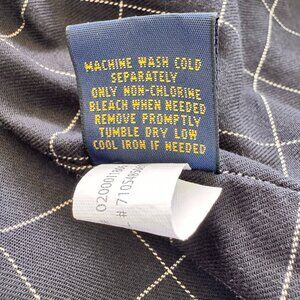 MACHINE WASH COLD
SEPARATELY
ONLY NON-CHLORINE
BLEACH WHEN NEEDED
REMOVE PROMPTLY
TUMBLE DRY LOW
COOL IRON IF NEEDED